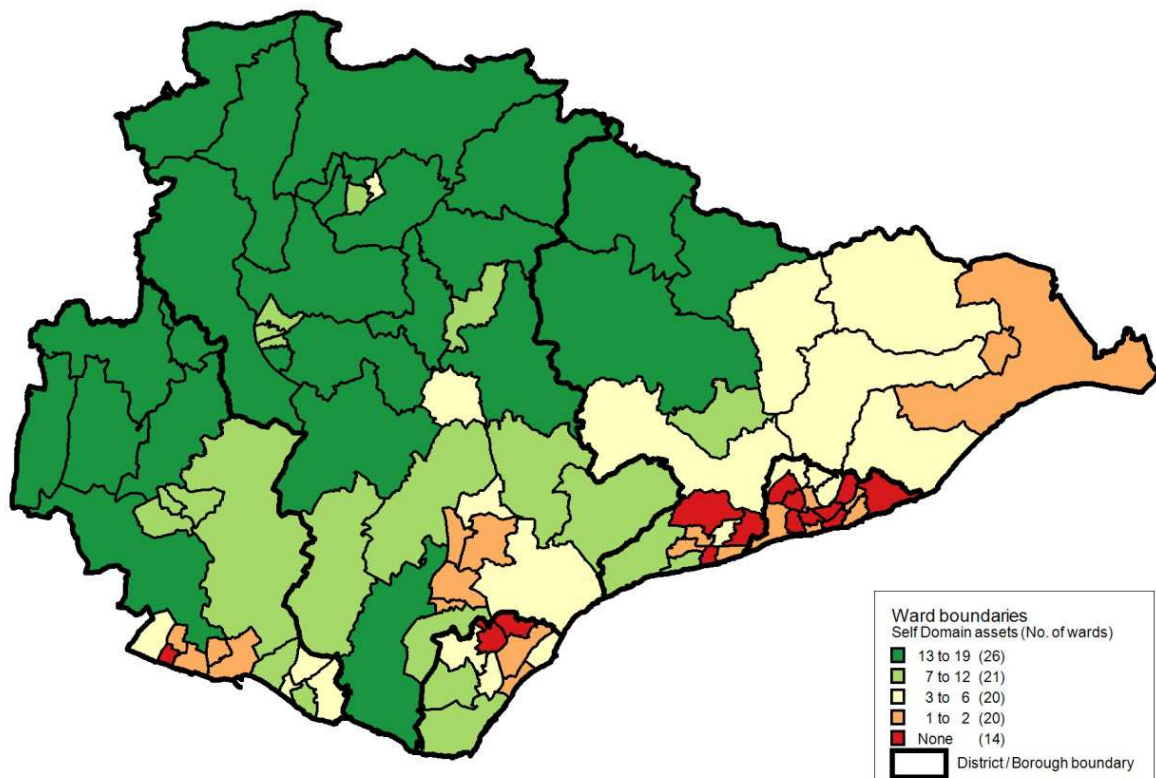 Ward boundaries
Self Domain assets (No. of wards)
13 to 19 (26)
7 to 12 (21)
3 to 6 (20)
1 to 2 (20)
None (14)
District / Borough boundary